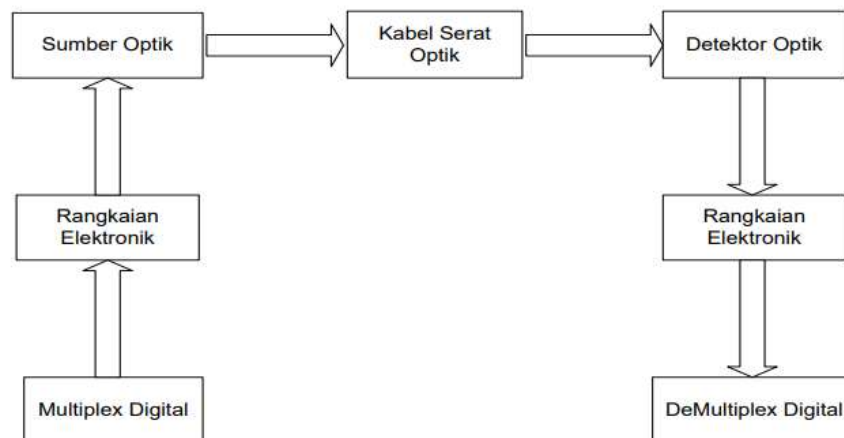 Sumber Optik
Kabel Serat
Optik
Detektor Optik
Rangkaian
Elektronik
Rangkaian
Elektronik
Multiplex Digital
DeMultiplex Digital